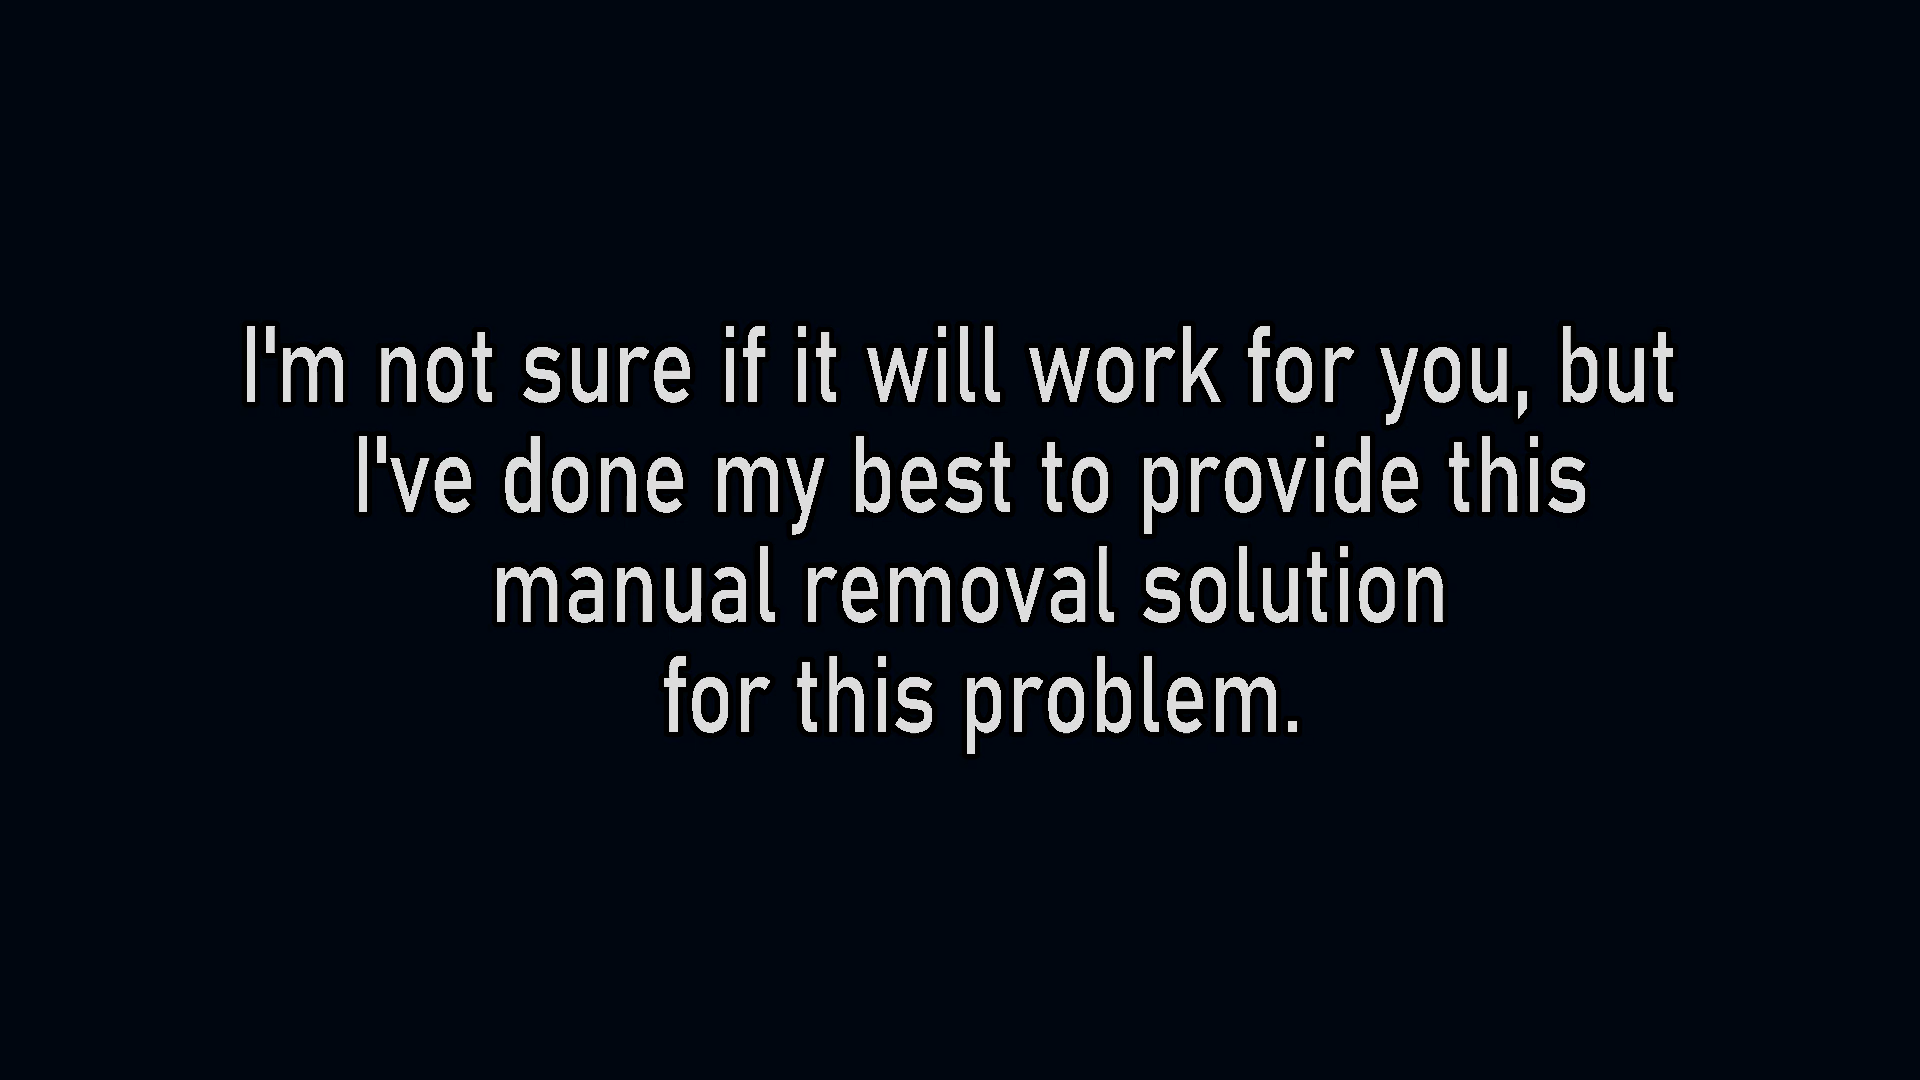 I'm not sure if it will work for you, but
I've done my best to provide this
manual removal solution
for this problem.